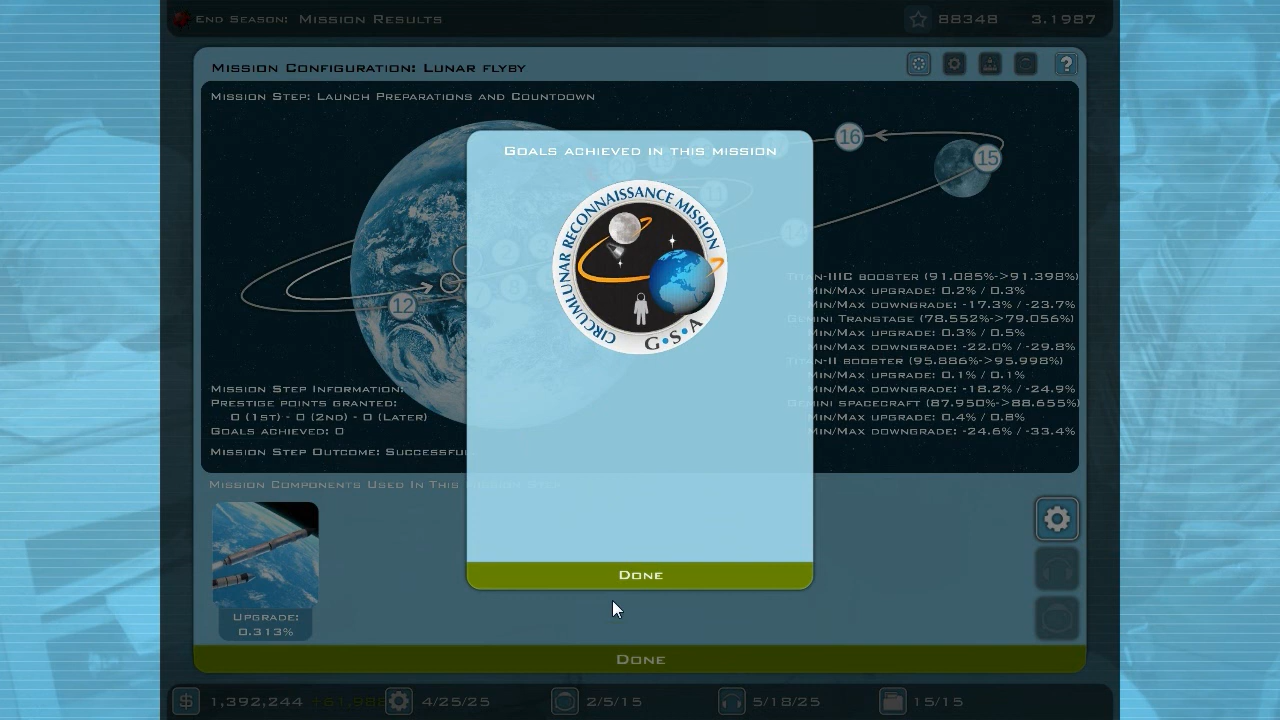 End Season: Mission Results
88348
3.1987
Mission Configuration: Lunar flyby
?
Mission Step: Launch Preparations and Countdown
Goals achieved in this mission
16
15
14
12
CIRCUMLUNAR RECONNAISSANCE MISSION
G•S•A
Titan-IIIC booster (91.085%->91.398%)
Min/Max upgrade: 0.2% / 0.3%
Min/Max downgrade: -17.3% / -23.7%
Gemini Transtage (78.552%->79.056%)
Min/Max upgrade: 0.3% / 0.5%
Min/Max downgrade: -22.0% / -29.8%
Titan-II booster (95.886%->95.998%)
Min/Max upgrade: 0.1% / 0.1%
Min/Max downgrade: -18.2% / -24.9%
Gemini spacecraft (87.950%->88.655%)
Min/Max upgrade: 0.4% / 0.8%
Min/Max downgrade: -24.6% / -33.4%
Mission Step Information:
Prestige points granted:
0 (1st) - 0 (2nd) - 0 (Later)
Goals achieved: 0
Mission Step Outcome: Successful
Mission Components Used In This Mission Step
Upgrade:
0.313%
Done
Done
$ 1,392,244
4/25/25
2/5/15
5/18/25
15/15